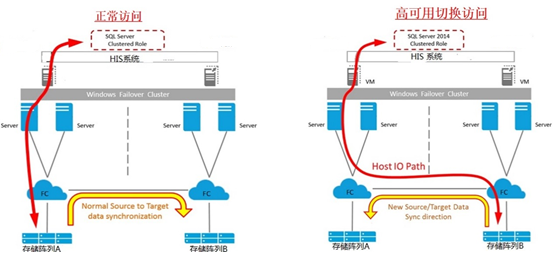 正常访问
SQL Server
Clustered Role
HIS系统
Windows Failover Cluster
Server
Server
Server
Server
FC
FC
Normal Source to Target
data synchronization
存储阵列A
存储阵列B
高可用切换访问
SQL Server 2014
Clustered Role
HIS 系统
VM
VM
Windows Failover Cluster
Server
Server
Server
Server
Host IO Path
FC
FC
New Source/Target Data
Sync direction
存储阵列A
存储阵列B